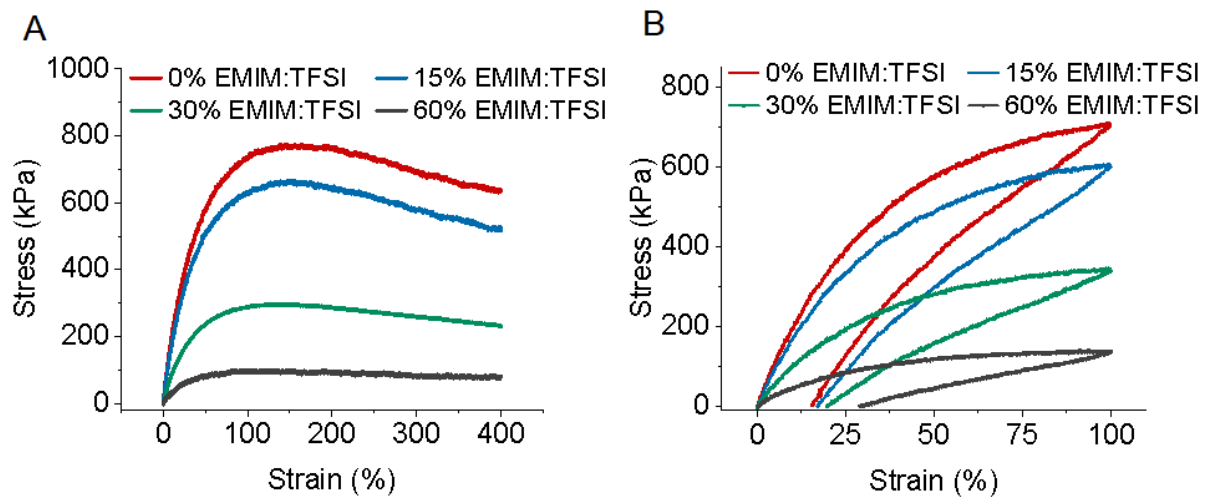 A
0% EMIM:TFSI 15% EMIM:TFSI
30% EMIM:TFSI 60% EMIM:TFSI
1000
800
600
400
200
0
Stress (kPa)
0 100 200 300 400
Strain (%)
B
0% EMIM:TFSI 15% EMIM:TFSI
30% EMIM:TFSI 60% EMIM:TFSI
800
600
400
200
0
Stress (kPa)
0 25 50 75 100
Strain (%)